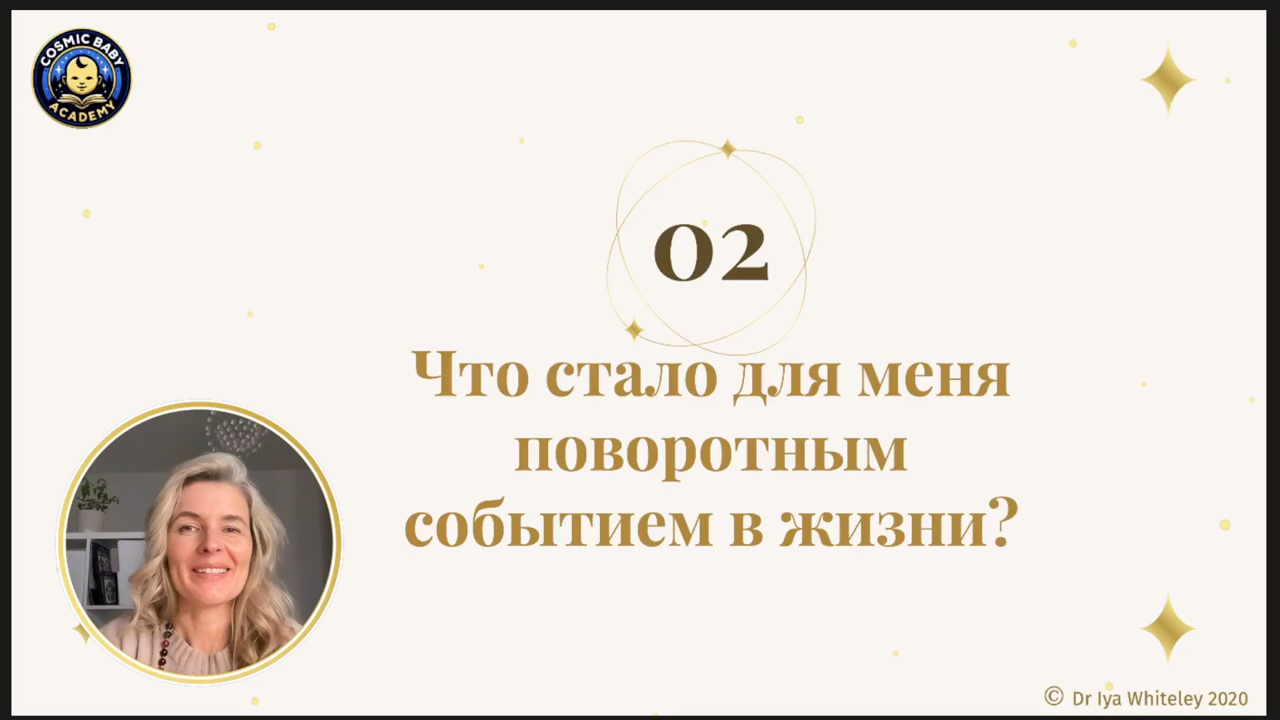 COSMIC BABY
ACADEMY
02
Что стало для меня
поворотным
событием в жизни?
© Dr Iya Whiteley 2020